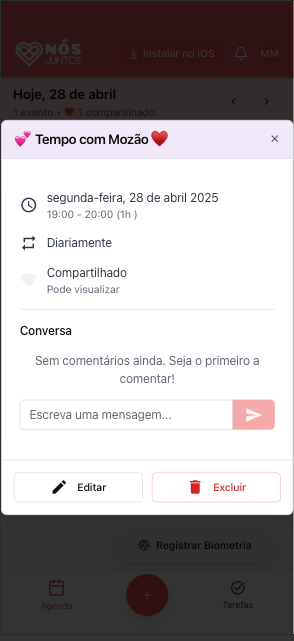 NÓS
JUNTOS
Instalar no iOS
MM
Hoje, 28 de abril
1 evento - ❤️ 1 compartilhado
💞 Tempo com Mozão ❤️
segunda-feira, 28 de abril 2025
19:00 - 20:00 (1h )
Diariamente
Compartilhado
Pode visualizar
Conversa
Sem comentários ainda. Seja o primeiro a
comentar!
Escreva uma mensagem...
Editar
Excluir
Registrar Biometria
Agenda
Tarefas